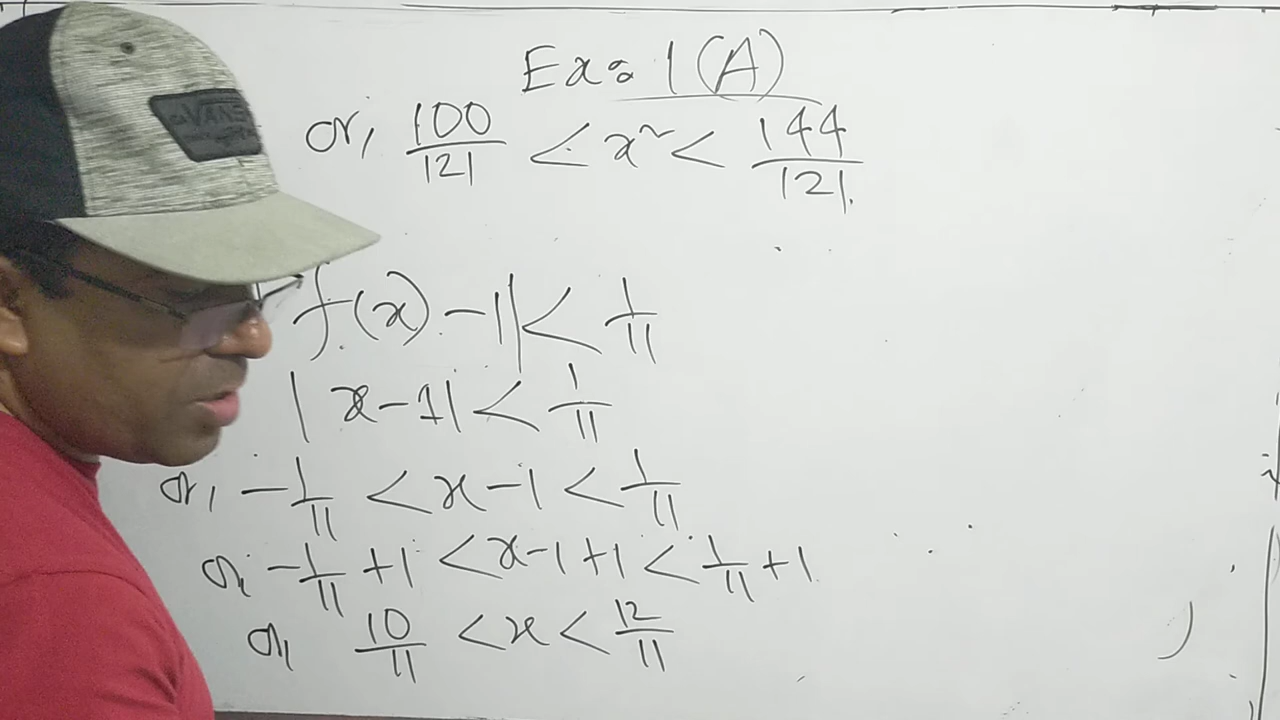 VANS
Ex: 1(A)
or, 100/121 < x² < 144/121.
f(x) - 1| < 1/11
| x-1| < 1/11
or, -1/11 < x-1 < 1/11
or, -1/11 +1 < x-1+1 < 1/11 +1
or, 10/11 < x < 12/11